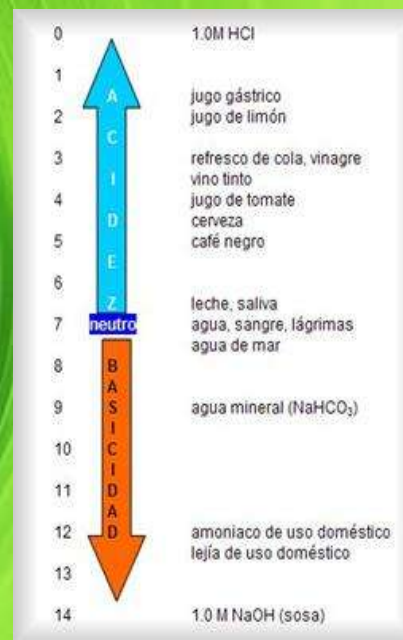 0 1.0M HCl
1
jugo gástrico
2 jugo de limón
3 refresco de cola, vinagre
vino tinto
4 jugo de tomate
cerveza
5 café negro
6
leche, saliva
7 neutro agua, sangre, lágrimas
agua de mar
8
9 agua mineral (NaHCO₃)
10
11
12 amoniaco de uso doméstico
lejía de uso doméstico
13
14 1.0 M NaOH (sosa)
ACIDEZ
BASICIDAD